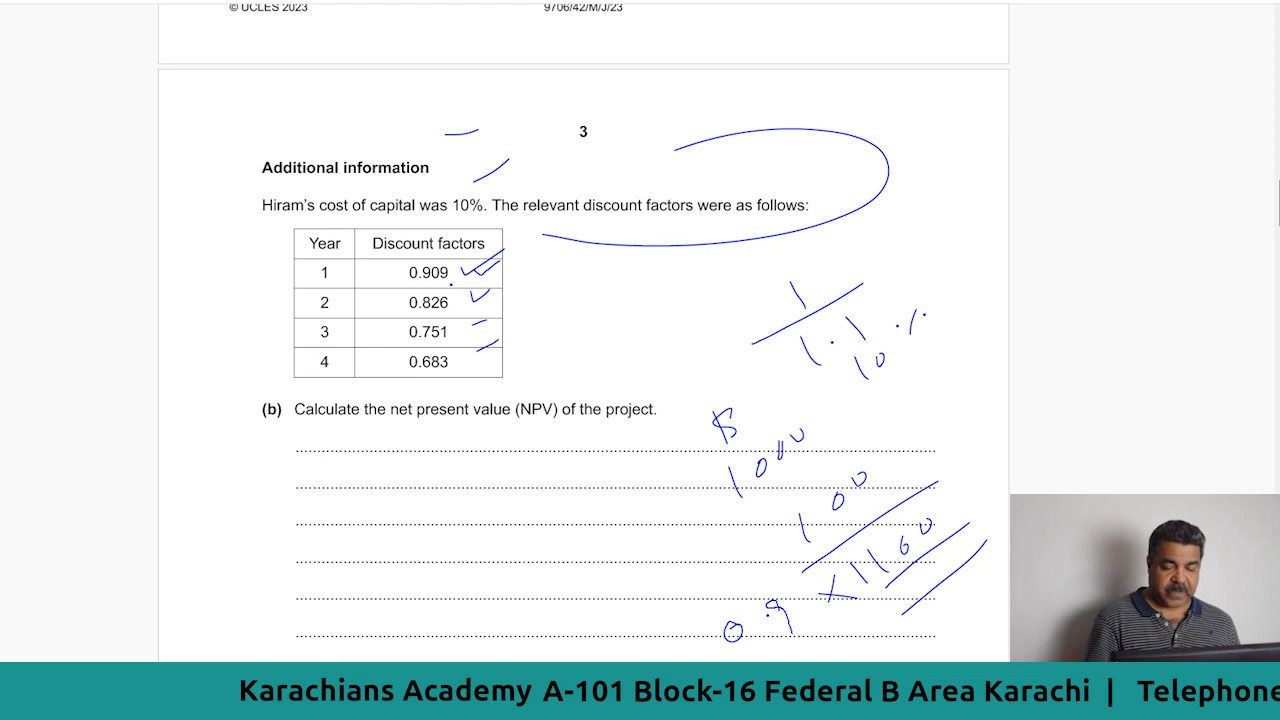 © UCLES 2023 9706/42/M/J/23
3
Additional information
Hiram's cost of capital was 10%. The relevant discount factors were as follows:
Year Discount factors
1 0.909
2 0.826
3 0.751
4 0.683
1
1.1
10 %
(b) Calculate the net present value (NPV) of the project.
$
1000
100
x 1100
0.9
Karachians Academy A-101 Block-16 Federal B Area Karachi | Telephone